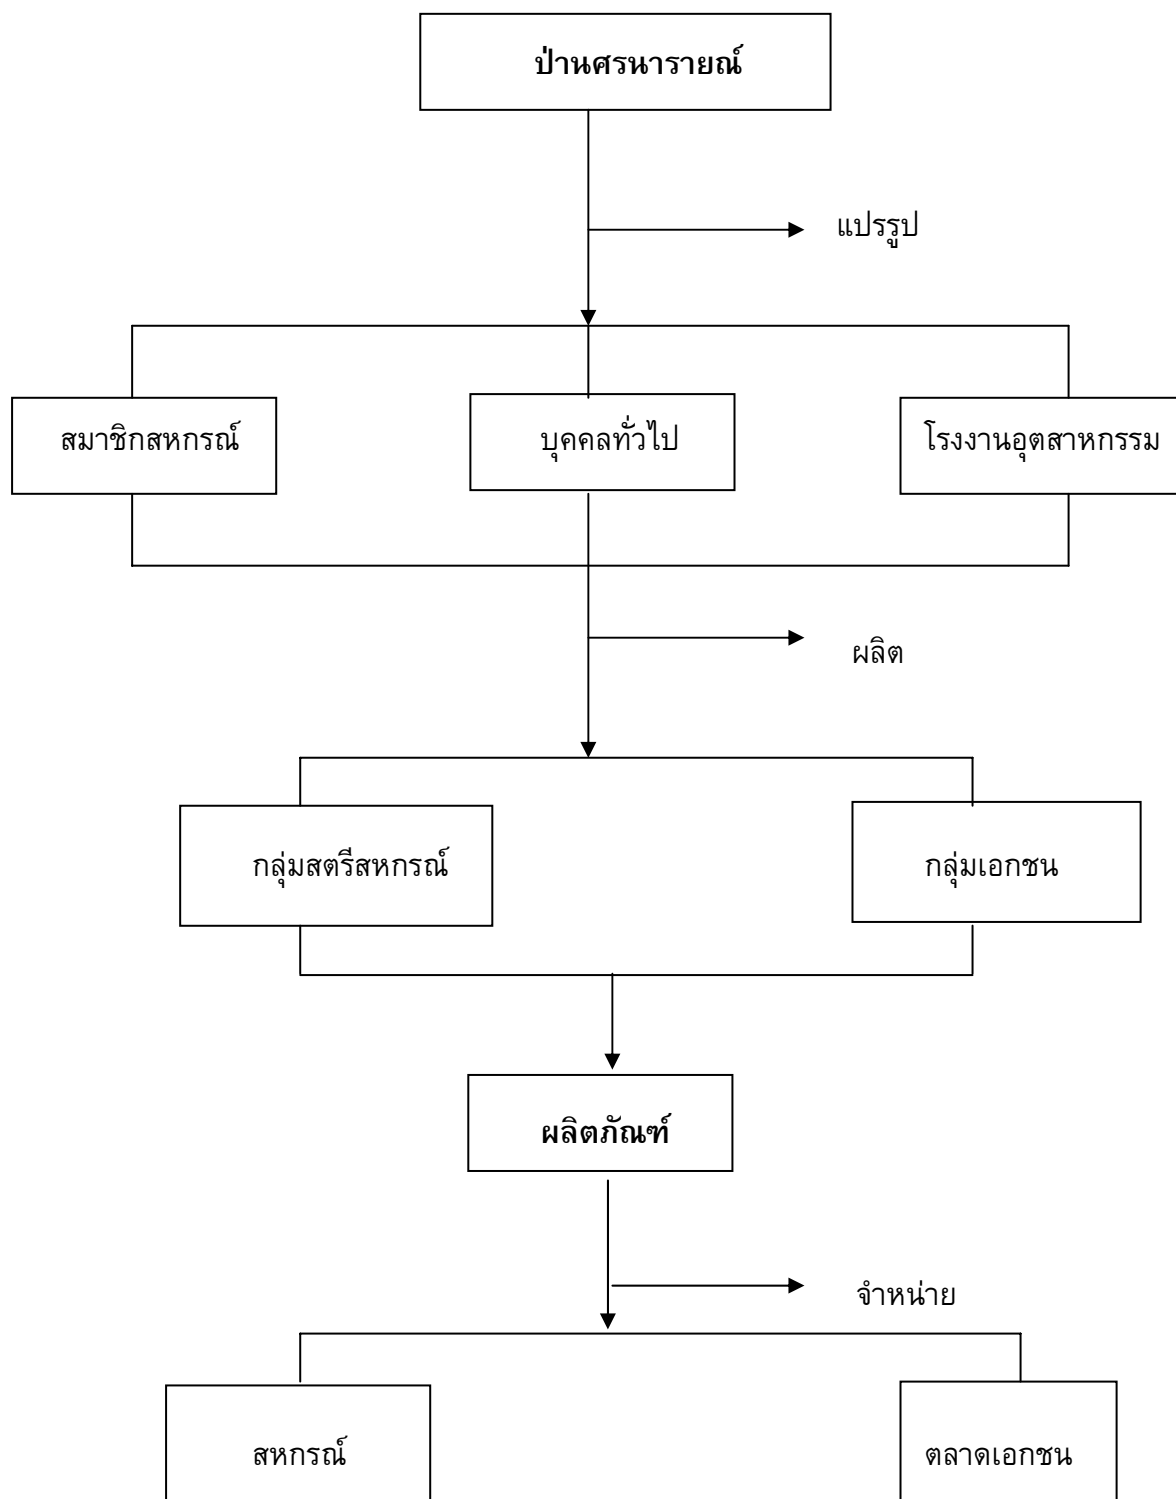 ป่านศรนารายณ์
แปรรูป
สมาชิกสหกรณ์
บุคคลทั่วไป
โรงงานอุตสาหกรรม
ผลิต
กลุ่มสตรีสหกรณ์
กลุ่มเอกชน
ผลิตภัณฑ์
จำหน่าย
สหกรณ์
ตลาดเอกชน